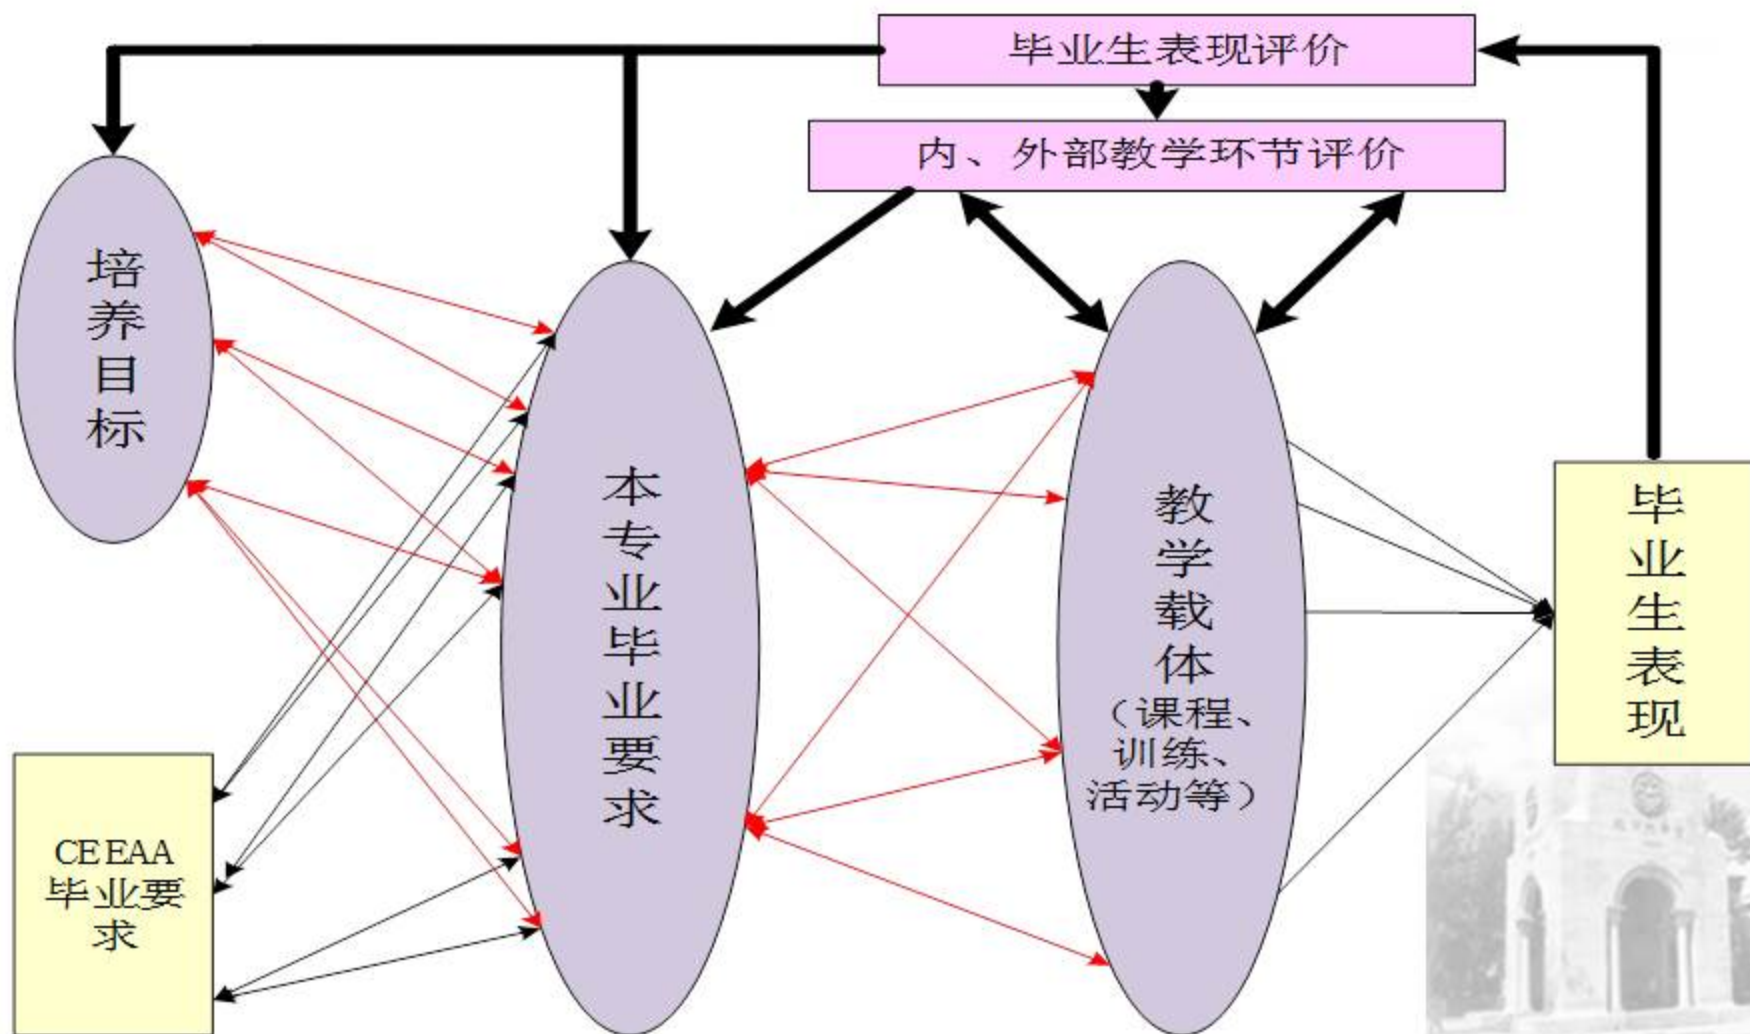 毕业生表现评价
内、外部教学环节评价
培养目标
本专业毕业要求
教学载体
（课程、
训练、
活动等）
毕业生表现
CEEAA
毕业要
求